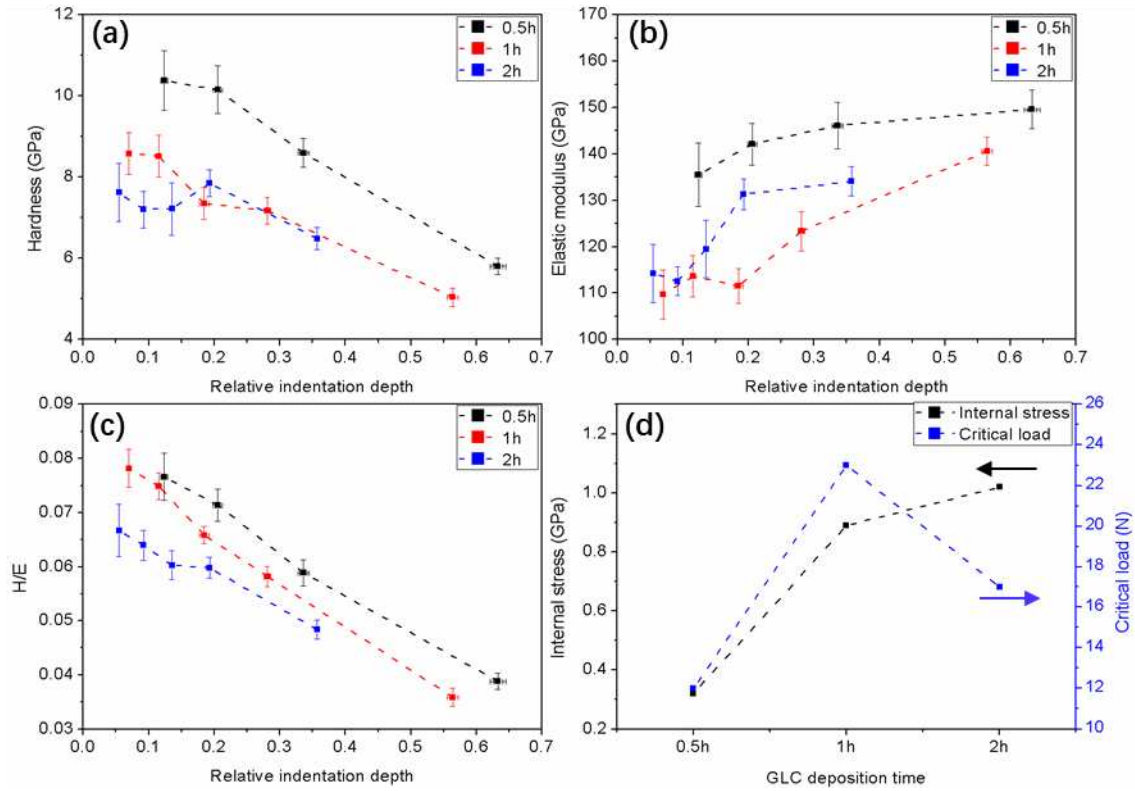 (a)
0.5h
1h
2h
12
10
8
6
4
Hardness (GPa)
0.0 0.1 0.2 0.3 0.4 0.5 0.6 0.7
Relative indentation depth
(b)
0.5h
1h
2h
170
160
150
140
130
120
110
100
Elastic modulus (GPa)
0.0 0.1 0.2 0.3 0.4 0.5 0.6 0.7
Relative indentation depth
(c)
0.5h
1h
2h
0.09
0.08
0.07
0.06
0.05
0.04
0.03
H/E
0.0 0.1 0.2 0.3 0.4 0.5 0.6 0.7
Relative indentation depth
(d)
Internal stress
Critical load
1.2
1.0
0.8
0.6
0.4
0.2
Internal stress (GPa)
26
24
22
20
18
16
14
12
10
Critical load (N)
0.5h 1h 2h
GLC deposition time